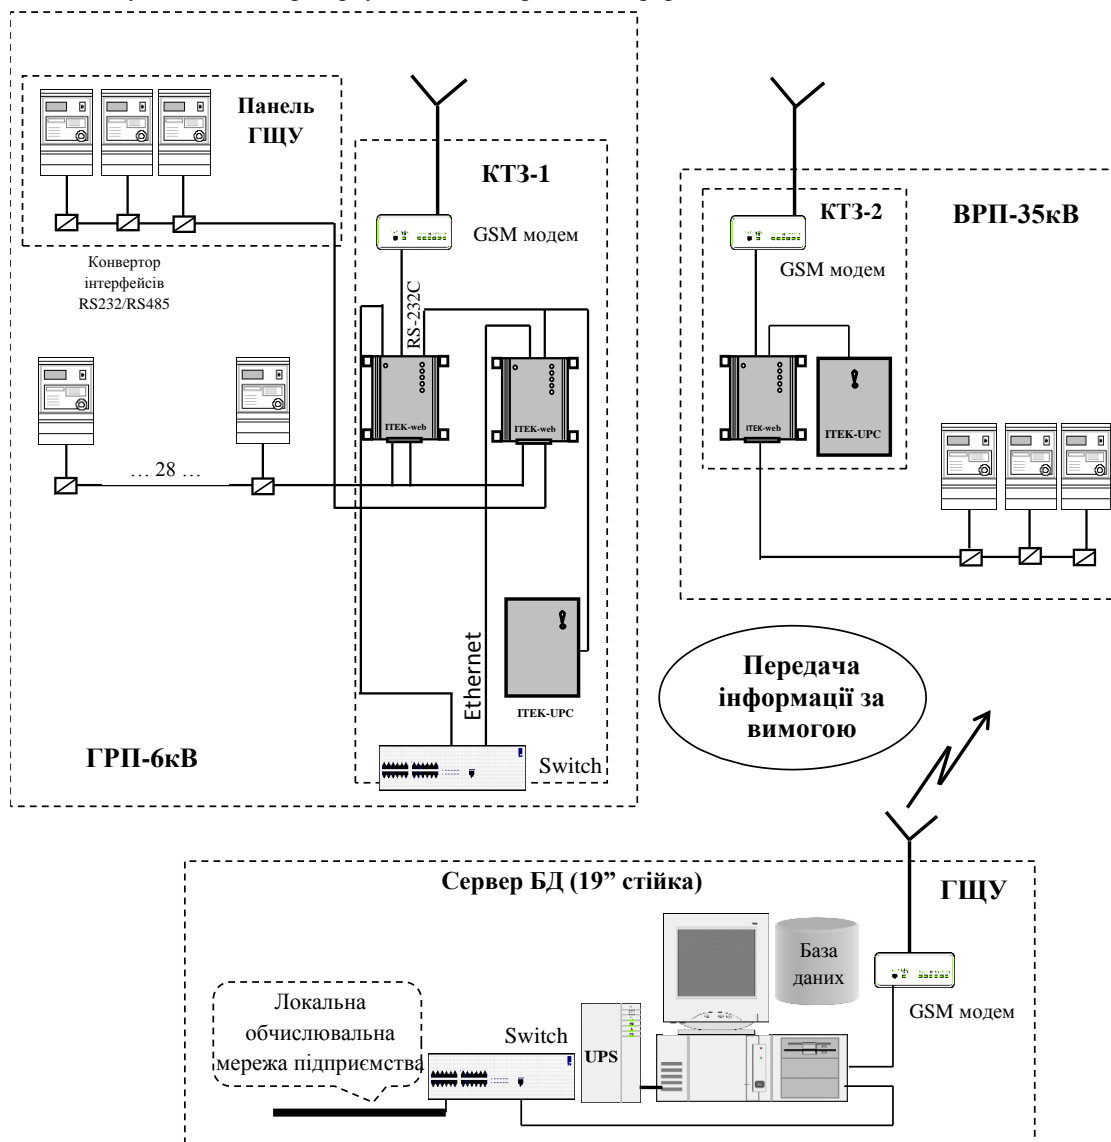 Панель
ГЩУ
Конвертор
інтерфейсів
RS232/RS485
... 28 ...
ГРП-6кВ
КТЗ-1
GSM модем
RS-232C
ITEK-web
ITEK-web
Ethernet
ITEK-UPC
Switch
ВРП-35кВ
КТЗ-2
GSM модем
ITEK-web
ITEK-UPC
Передача
інформації за
вимогою
Сервер БД (19” стійка)
ГЩУ
База
даних
GSM модем
Локальна
обчислювальна
мережа підприємства
Switch
UPS